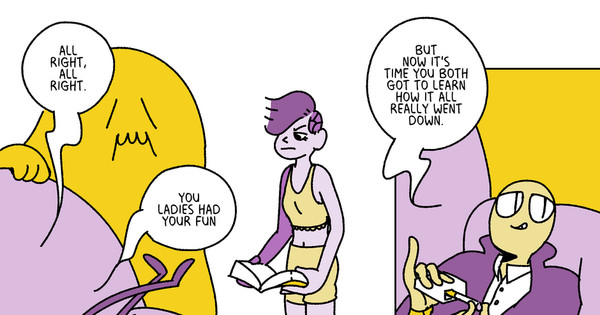 ALL
RIGHT,
ALL
RIGHT.
YOU
LADIES HAD
YOUR FUN
BUT
NOW IT'S
TIME YOU BOTH
GOT TO LEARN
HOW IT ALL
REALLY WENT
DOWN.